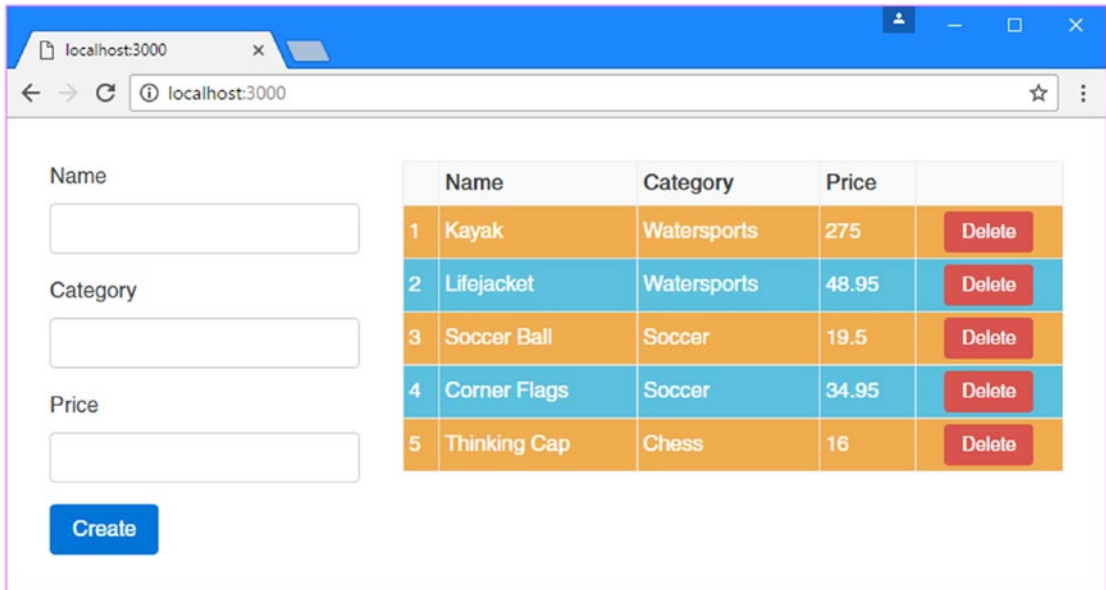 localhost:3000
localhost:3000
Name
Category
Price
Create
Name Category Price
1 Kayak Watersports 275 Delete
2 Lifejacket Watersports 48.95 Delete
3 Soccer Ball Soccer 19.5 Delete
4 Corner Flags Soccer 34.95 Delete
5 Thinking Cap Chess 16 Delete